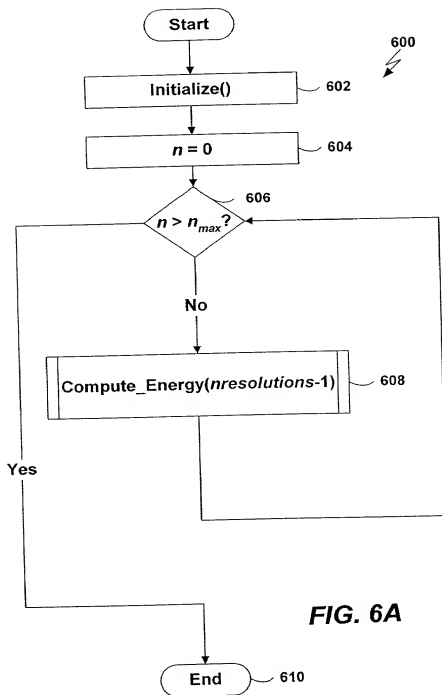 Start
600
Initialize()
602
n = 0
604
606
n > nmax?
No
Compute_Energy(nresolutions-1)
608
Yes
FIG. 6A
End
610